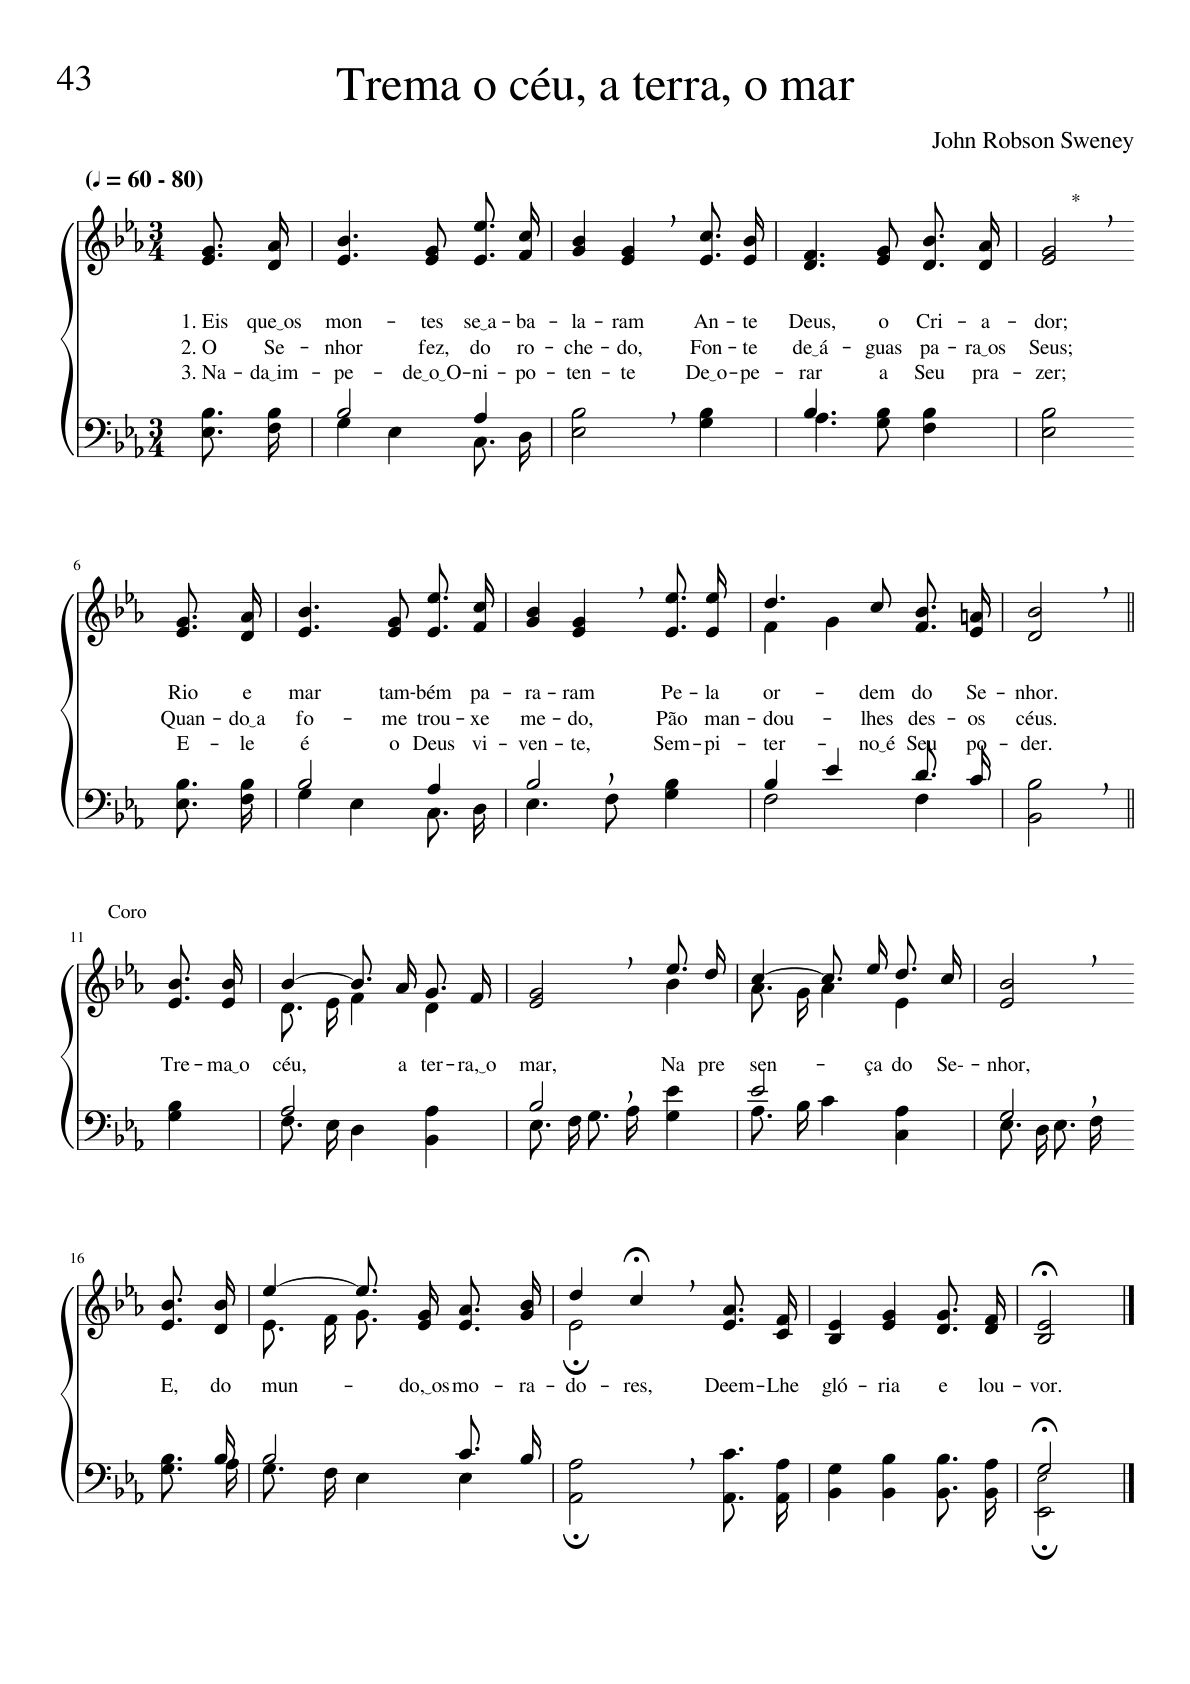 43
Trema o céu, a terra, o mar
John Robson Sweney
(♩ = 60 - 80)
*
3 4
1. Eis que‿os mon - tes se‿a - ba - la - ram An - te Deus, o Cri - a - dor;
2. O Se - nhor fez, do ro - che - do, Fon - te de‿á - guas pa - ra‿os Seus;
3. Na - da‿im - pe - de‿o‿O - ni - po - ten - te De‿o - pe - rar a Seu pra - zer;
3 4
6
Rio e mar tam - bém pa - ra - ram Pe - la or - dem do Se - nhor.
Quan - do‿a fo - me trou - xe me - do, Pão man - dou - lhes des - os céus.
E - le é o Deus vi - ven - te, Sem - pi - ter - no‿é Seu po - der.
Coro
11
Tre - ma‿o céu, a ter - ra,‿o mar, Na pre sen - ça do Se- - nhor,
16
E, do mun - do,‿os mo - ra - do - res, Deem - Lhe gló - ria e lou - vor.